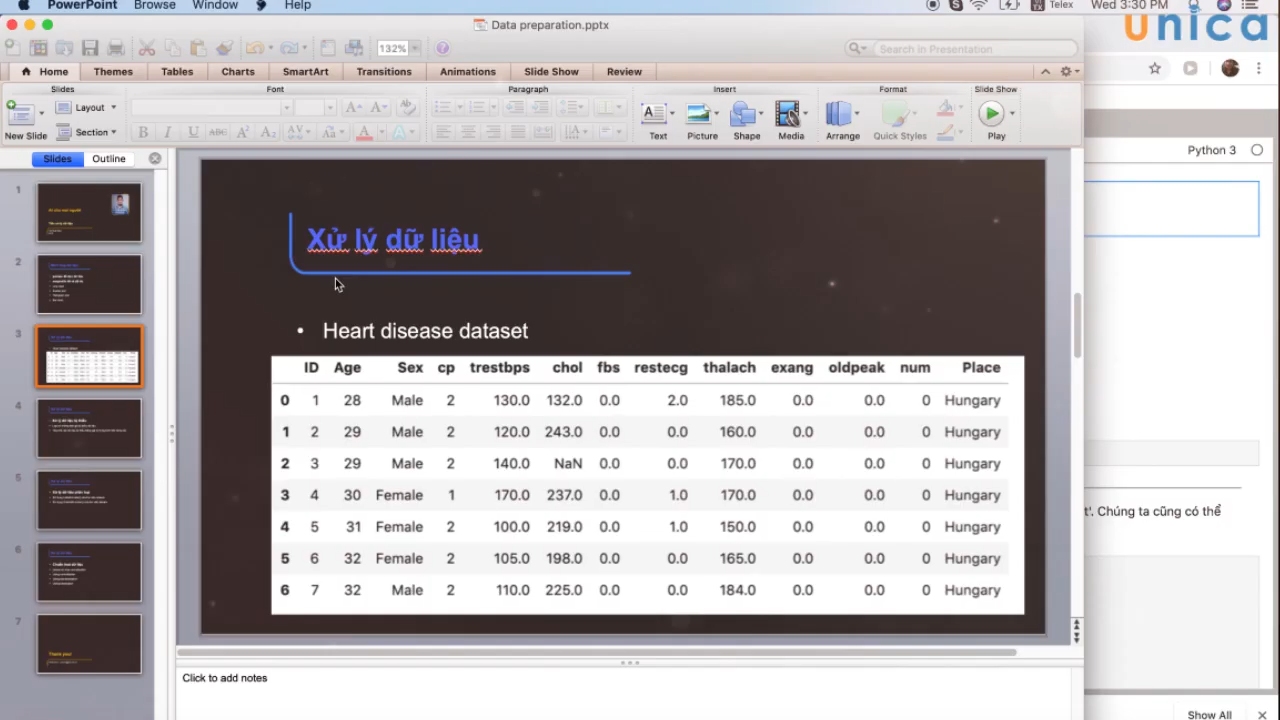 PowerPoint Browse Window Help Telex Wed 3:30 PM
unica
Data preparation.pptx
132% Search in Presentation
Home Themes Tables Charts SmartArt Transitions Animations Slide Show Review
Slides Font Paragraph Insert Format Slide Show
Layout
New Slide Section Text Picture Shape Media Arrange Quick Styles Play
Slides Outline
Python 3
1
2
3
4
5
6
7
Xử lý dữ liệu
• Heart disease dataset
ID Age Sex cp trestbps chol fbs restecg thalach exang oldpeak num Place
0 1 28 Male 2 130.0 132.0 0.0 2.0 185.0 0.0 0.0 0 Hungary
1 2 29 Male 2 120.0 243.0 0.0 0.0 160.0 0.0 0.0 0 Hungary
2 3 29 Male 2 140.0 NaN 0.0 0.0 170.0 0.0 0.0 0 Hungary
3 4 30 Female 1 170.0 237.0 0.0 1.0 170.0 0.0 0.0 0 Hungary
4 5 31 Female 2 100.0 219.0 0.0 1.0 150.0 0.0 0.0 0 Hungary
5 6 32 Female 2 105.0 198.0 0.0 0.0 165.0 0.0 0.0 0 Hungary
6 7 32 Male 2 110.0 225.0 0.0 0.0 184.0 0.0 0.0 0 Hungary
t'. Chúng ta cũng có thể
Click to add notes
Show All